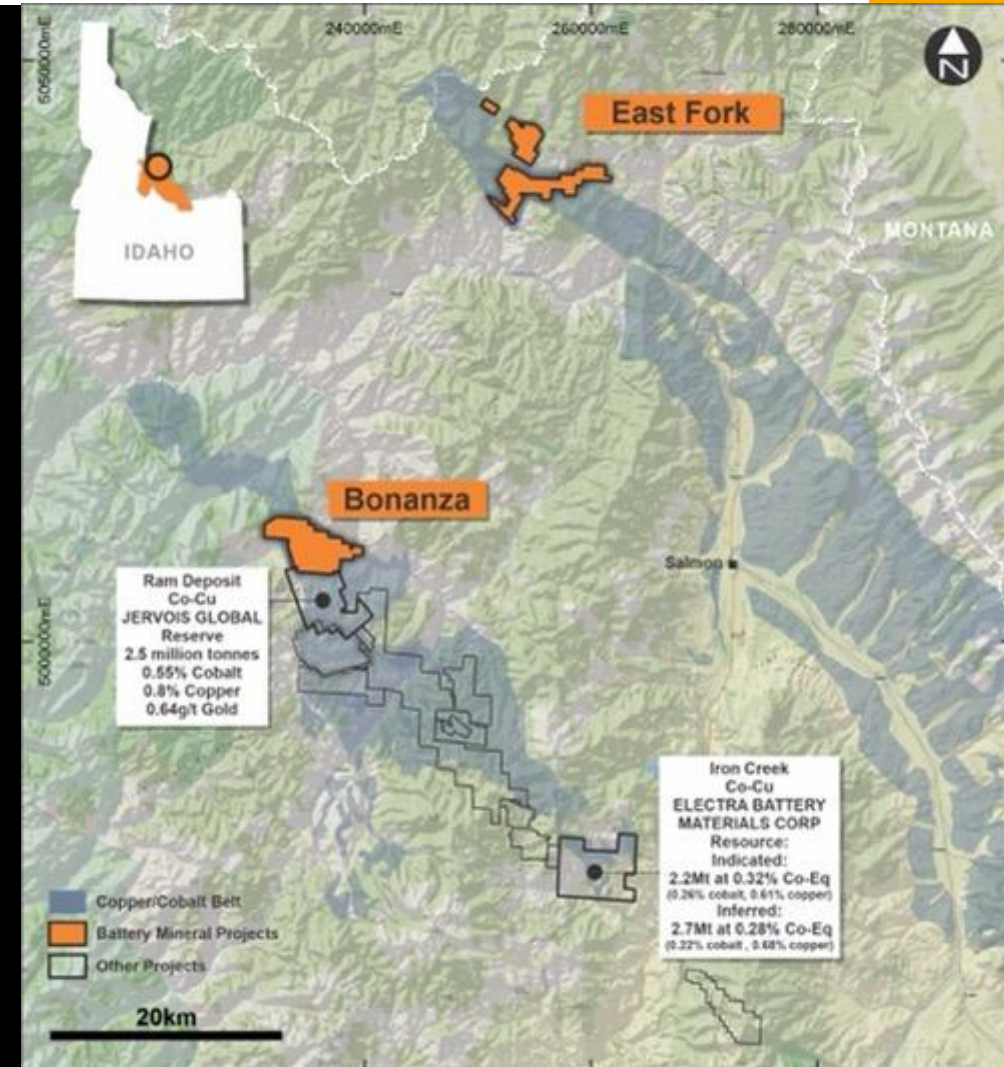 240000mE
260000mE
280000mE
5050000mE
N
East Fork
MONTANA
IDAHO
Bonanza
Salmon
Ram Deposit
Co-Cu
JERVOIS GLOBAL
Reserve
2.5 million tonnes
0.55% Cobalt
0.8% Copper
0.64g/t Gold
5000000mE
Iron Creek
Co-Cu
ELECTRA BATTERY
MATERIALS CORP
Resource:
Indicated:
2.2Mt at 0.32% Co-Eq
(0.26% cobalt, 0.61% copper)
Inferred:
2.7Mt at 0.28% Co-Eq
(0.22% cobalt , 0.68% copper)
Copper/Cobalt Belt
Battery Mineral Projects
Other Projects
20km